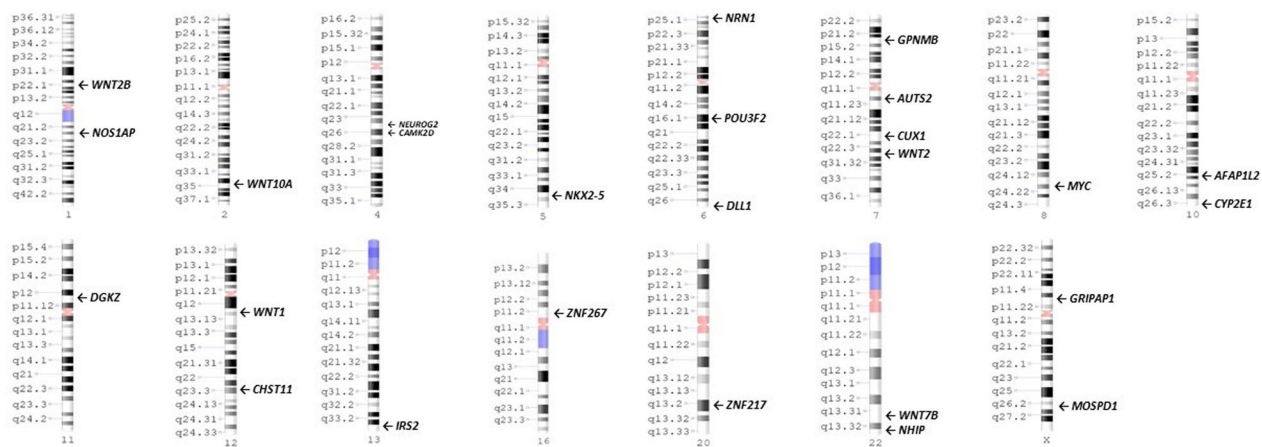 p36.31
p36.12
p34.2
p32.2
p31.1
p22.1
p13.2
q12
q21.2
q23.2
q25.1
q31.2
q32.3
q42.2
1
← WNT2B
← NOS1AP
p25.2
p24.1
p22.2
p16.2
p13.1
p11.1
q12.2
q14.3
q22.2
q24.2
q31.2
q33.1
q35
q37.1
2
← WNT10A
p16.2
p15.32
p15.1
p12
q13.1
q21.1
q22.1
q23
q26
q28.2
q31.1
q33
q35.1
4
← NEUROG2
← CAMK2D
p15.32
p14.3
p13.2
q11.1
q12.1
q13.2
q14.2
q15
q21
q22.2
q23.2
q31.2
q34
q35.3
5
← NKX2-5
p25.1
p22.3
p21.33
p21.1
p12.2
q11.2
q14.2
q16.1
q21
q22.2
q22.33
q23.3
q25.1
q26
6
← NRN1
← POU3F2
← DLL1
p22.2
p21.2
p15.2
p14.1
p12.2
q11.1
q11.23
q21.12
q22.1
q22.3
q31.32
q33
q36.1
7
← GPNMB
← AUTS2
← CUX1
← WNT2
p23.2
p22
p21.1
p11.22
q11.21
q12.2
q13.2
q21.12
q21.3
q22.2
q23.2
q24.12
q24.22
q24.3
8
← MYC
p15.2
p13
p12.2
p11.22
q11.1
q11.23
q21.2
q22.1
q23.2
q24.31
q25.1
q26.13
q26.3
10
← AFAP1L2
← CYP2E1
p15.4
p15.2
p14.2
p12
p11.12
q12.1
q13.1
q13.3
q14.1
q21
q22.3
q23.3
q24.2
11
← DGKZ
p13.32
p13.1
p12.1
p11.21
q12
q13.13
q13.3
q15
q21.31
q22
q23.3
q24.13
q24.31
q24.33
12
← WNT1
← CHST11
p12
p11.2
q11
q12.13
q13.1
q14.11
q14.2
q21.1
q21.32
q22.2
q31.2
q32.2
q33.2
13
← IRS2
p13.2
p13.13
p12.2
p11.2
q11.1
q11.2
q12.1
q13
q21
q22.1
q23.1
q23.3
16
← ZNF267
p13
p12.2
p12.1
p11.23
p11.21
q11.1
q11.22
q12
q13.12
q13.13
q13.2
q13.32
q13.33
20
← ZNF217
p13
p12
p11.2
p11.1
q11.1
q11.21
q11.22
q12.1
q12.3
q13.1
q13.2
q13.31
q13.32
22
← WNT7B
← NHIP
p22.32
p22.2
p22.11
p11.4
p11.22
q11.2
q13.2
q21.1
q23
q25
q26.2
q27.2
X
← GRIPAP1
← MOSPD1